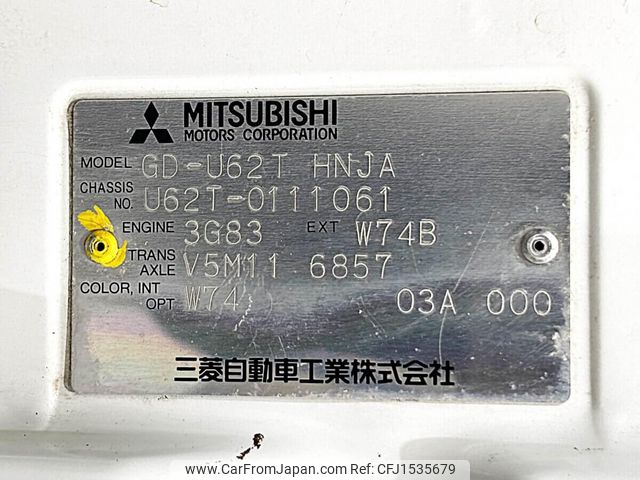 MITSUBISHI
MOTORS CORPORATION
MODEL GD-U62T HNJA
CHASSIS NO. U62T-0111061
ENGINE 3G83 EXT W74B
TRANS AXLE V5M11 6857
COLOR, INT OPT W74 03A 000
三菱自動車工業株式会社
www.CarFromJapan.com - CFJ1535679